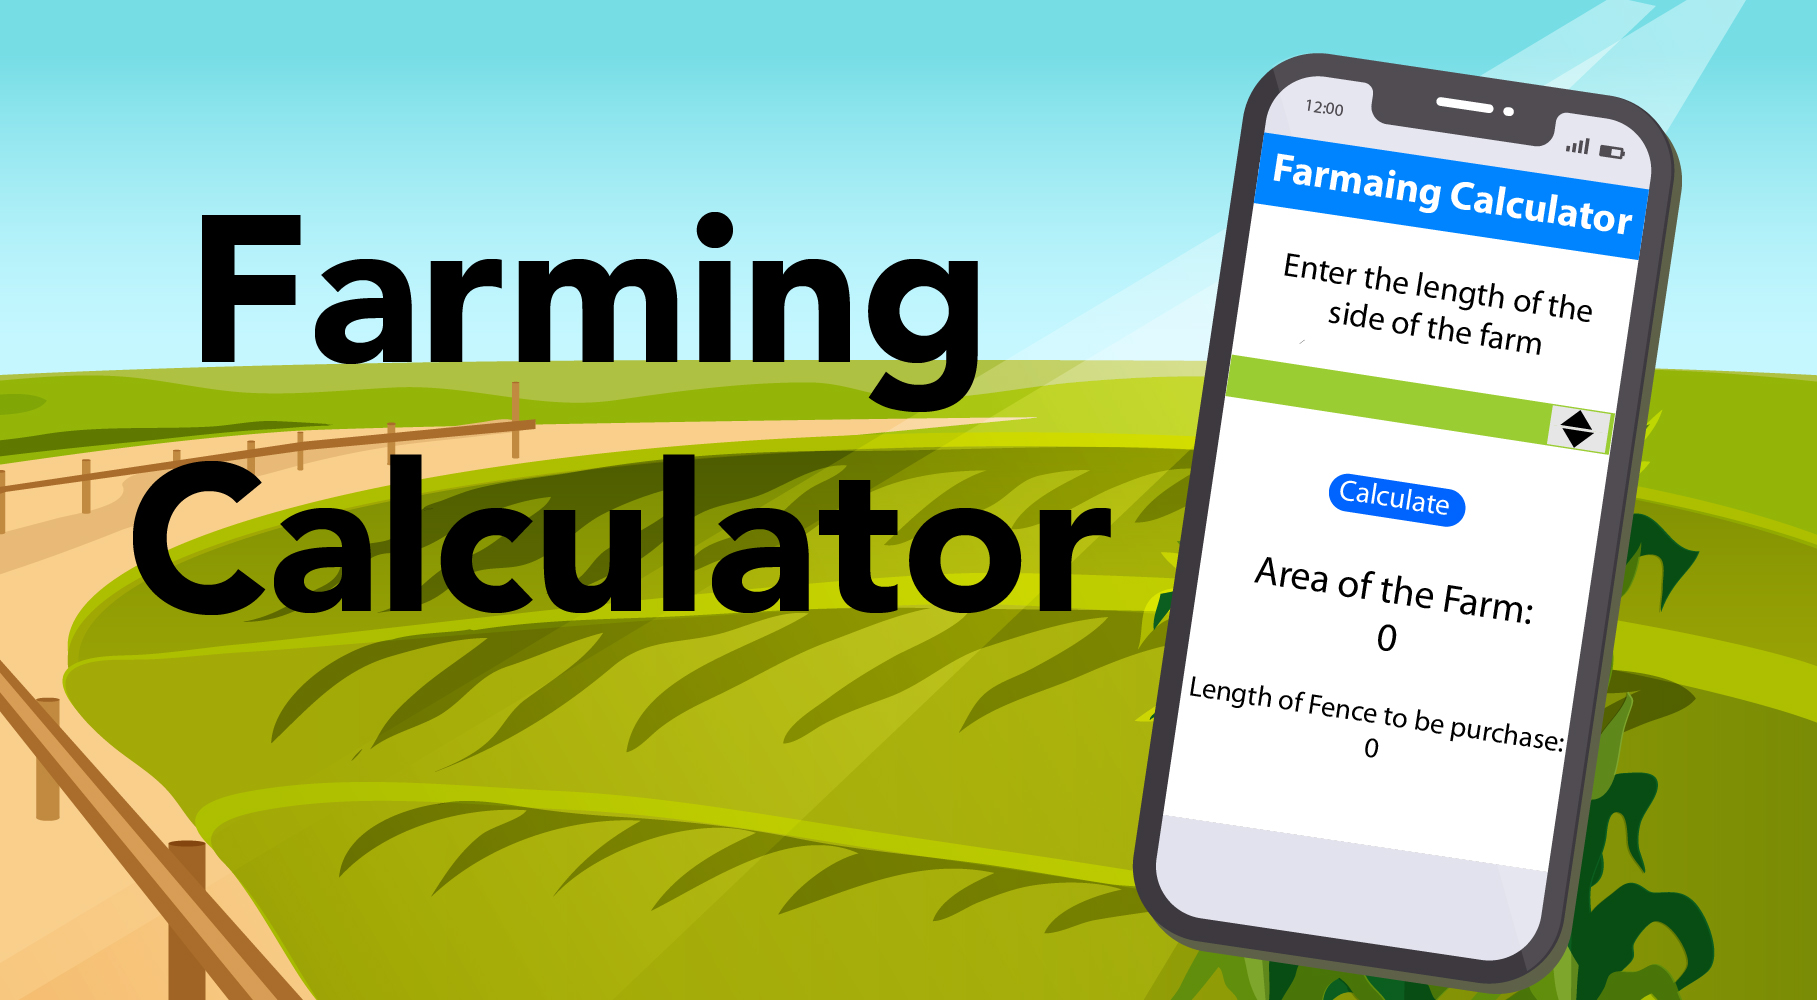 Farming
Calculator
12:00
Farmaing Calculator
Enter the length of the
side of the farm
Calculate
Area of the Farm:
0
Length of Fence to be purchase:
0